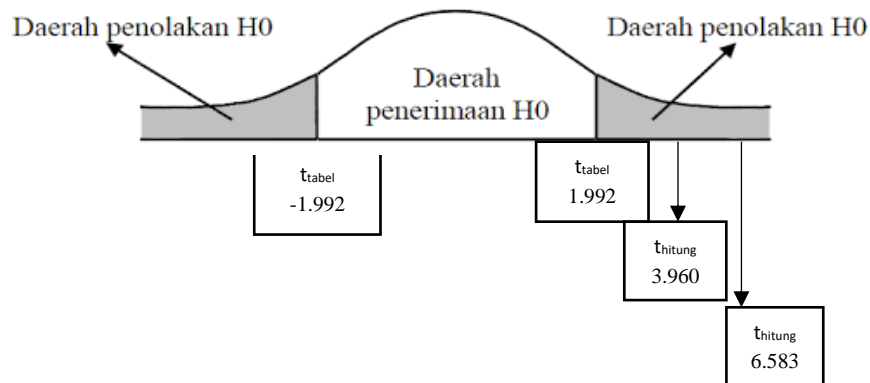 Daerah penolakan H0
Daerah penolakan H0
Daerah
penerimaan H0
ttabel
-1.992
ttabel
1.992
thitung
3.960
thitung
6.583